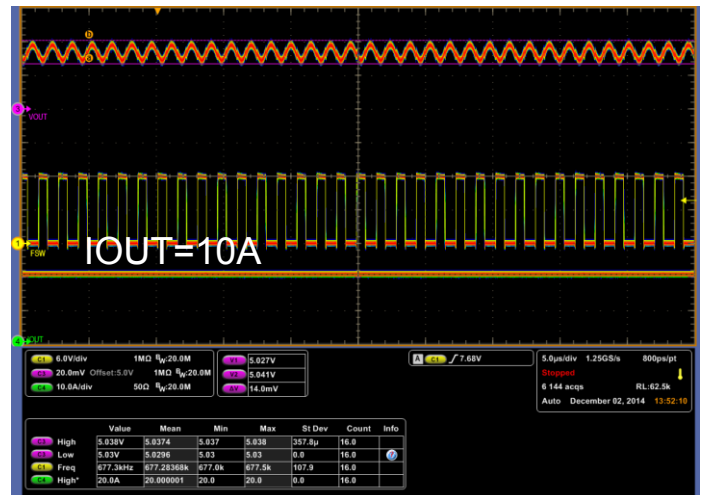 b
a
3
VOUT
1
FSW
IOUT=10A
4
OUT
C1 6.0V/div 1MΩ BW:20.0M
C3 20.0mV Offset:5.0V 1MΩ BW:20.0M
C4 10.0A/div 50Ω BW:20.0M
V1 5.027V
V2 5.041V
ΔV 14.0mV
A C1 7.68V
5.0µs/div 1.25GS/s 800ps/pt
Stopped
6 144 acqs RL:62.5k
Auto December 02, 2014 13:52:10
Value Mean Min Max St Dev Count Info
C3 High 5.038V 5.0374 5.037 5.038 357.8µ 16.0
C3 Low 5.03V 5.0296 5.03 5.03 0.0 16.0
C1 Freq 677.3kHz 677.28368k 677.0k 677.5k 107.9 16.0
C4 High* 20.0A 20.000001 20.0 20.0 0.0 16.0